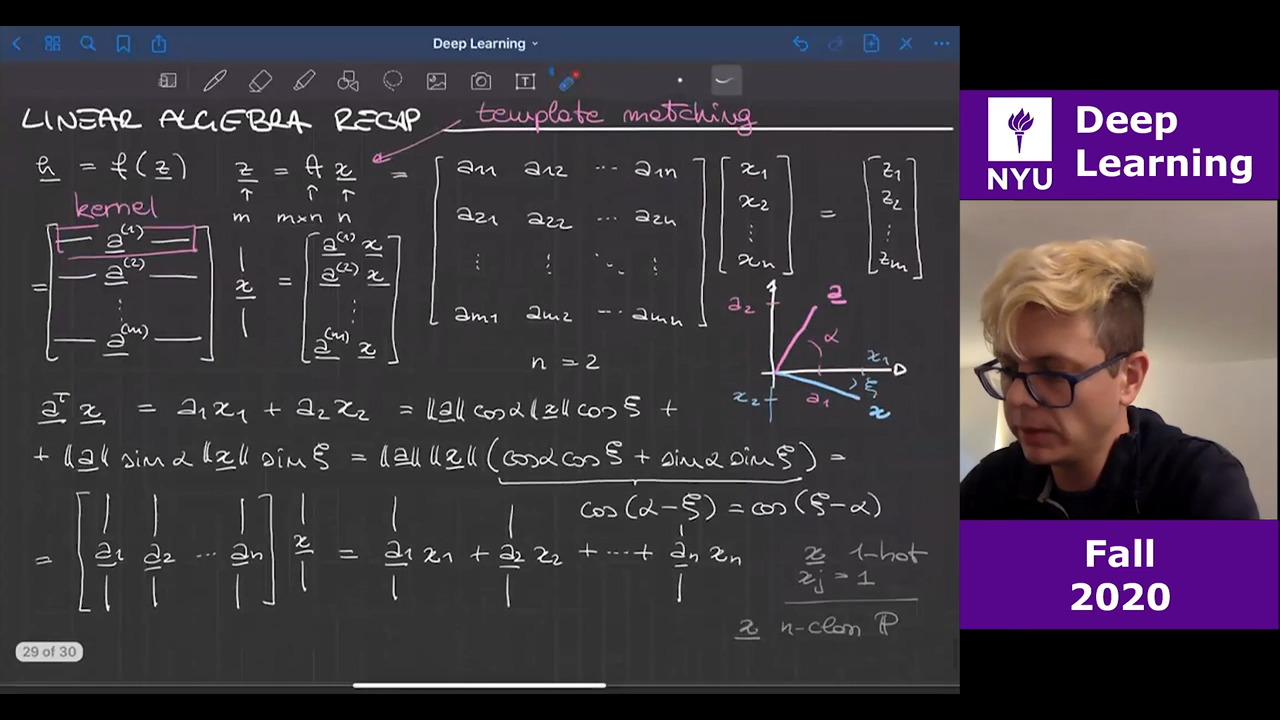 Deep Learning
T
LINEAR ALGEBRA RECAP
template matching
h = f(z) z = A x =
m m×n n
a11 a12 ... a1n
a21 a22 ... a2n
⋮ ⋮ ⋱ ⋮
am1 am2 ... amn
x1
x2
⋮
xn
=
z1
z2
⋮
zm
kernel
= [— a(1) — — a(2) — ⋮ — a(m) —] x = [a(1) x a(2) x ⋮ a(m) x]
n = 2
a2 a α x1 ξ x2 a1 x
aᵀ x = a1x1 + a2x2 = ‖a‖ cosα ‖x‖ cos ξ +
+ ‖a‖ sin α ‖x‖ sin ξ = ‖a‖ ‖x‖ (cosα cos ξ + sin α sin ξ) =
cos(α-ξ) = cos(ξ-α)
= [a1 a2 ... an] x = a1 x1 + a2 x2 + ... + an xn
x 1-hot
xj = 1
x n-class ℙ
29 of 30
NYU
Deep
Learning
Fall
2020